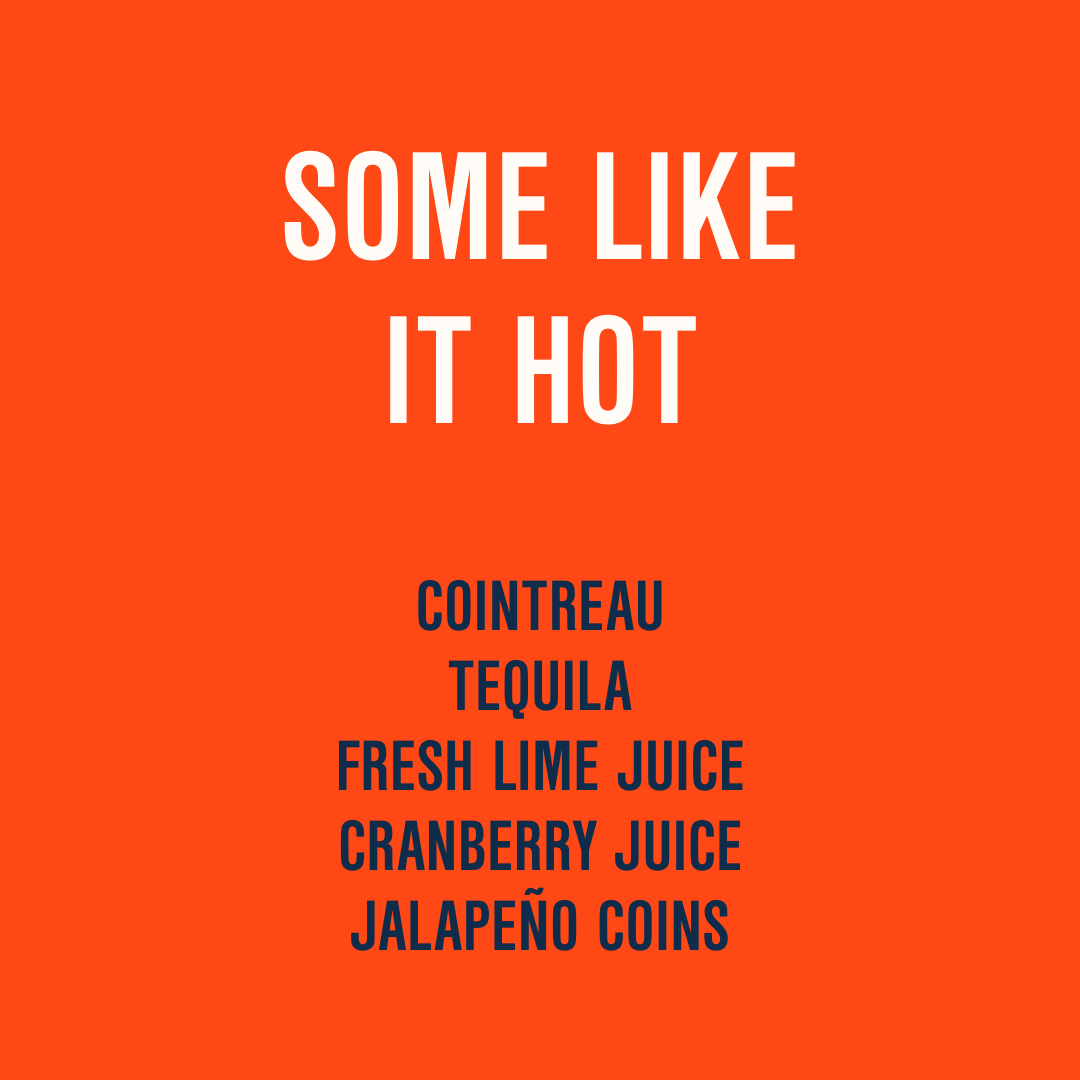 SOME LIKE
IT HOT
COINTREAU
TEQUILA
FRESH LIME JUICE
CRANBERRY JUICE
JALAPEÑO COINS